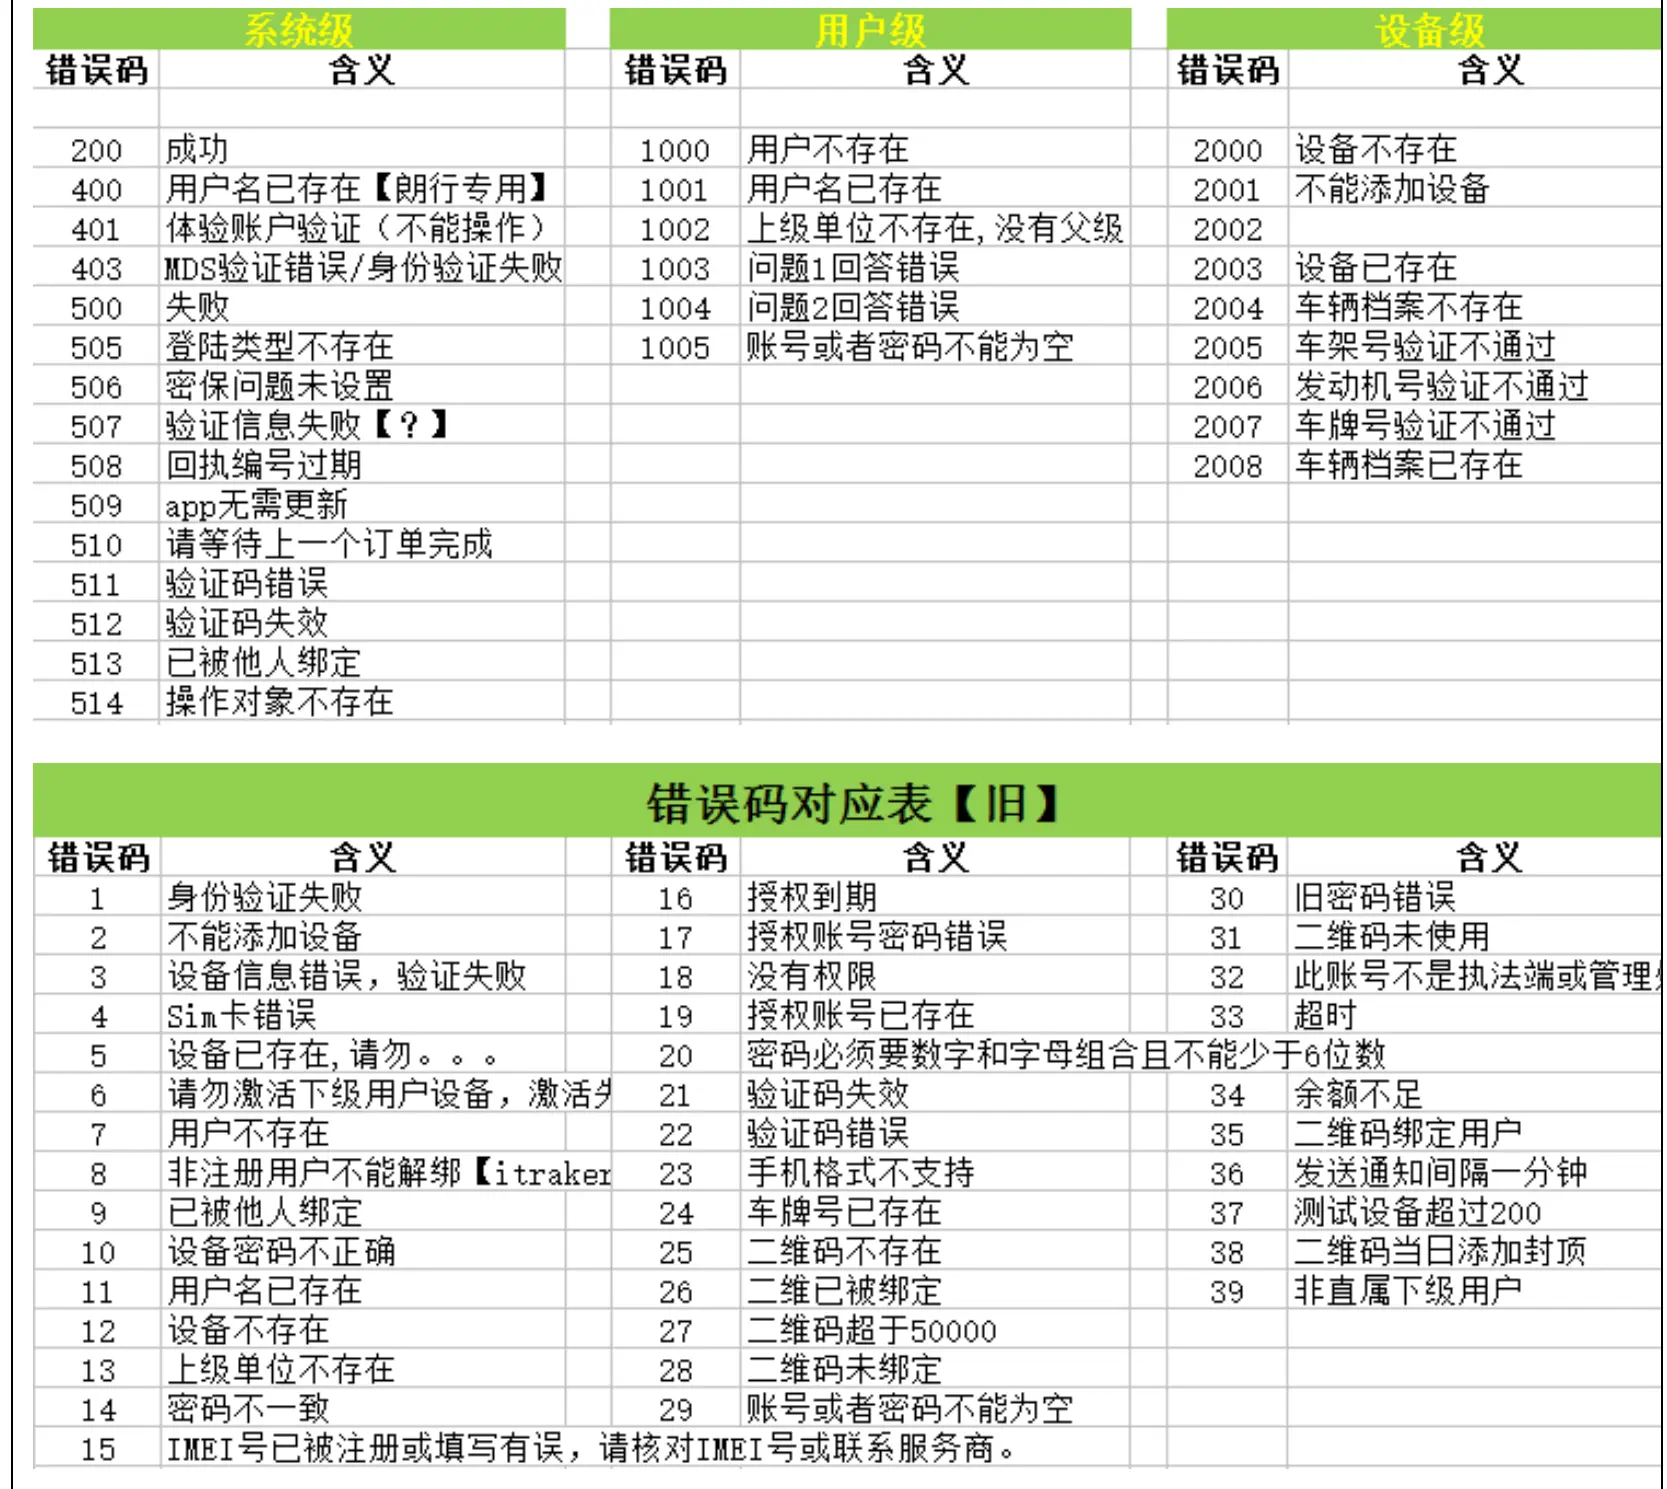 系统级 用户级 设备级
错误码 含义 错误码 含义 错误码 含义
200 成功 1000 用户不存在 2000 设备不存在
400 用户名已存在【朗行专用】 1001 用户名已存在 2001 不能添加设备
401 体验账户验证（不能操作） 1002 上级单位不存在,没有父级 2002
403 MDS验证错误/身份验证失败 1003 问题1回答错误 2003 设备已存在
500 失败 1004 问题2回答错误 2004 车辆档案不存在
505 登陆类型不存在 1005 账号或者密码不能为空 2005 车架号验证不通过
506 密保问题未设置 2006 发动机号验证不通过
507 验证信息失败【？】 2007 车牌号验证不通过
508 回执编号过期 2008 车辆档案已存在
509 app无需更新
510 请等待上一个订单完成
511 验证码错误
512 验证码失效
513 已被他人绑定
514 操作对象不存在
错误码对应表【旧】
错误码 含义 错误码 含义 错误码 含义
1 身份验证失败 16 授权到期 30 旧密码错误
2 不能添加设备 17 授权账号密码错误 31 二维码未使用
3 设备信息错误，验证失败 18 没有权限 32 此账号不是执法端或管理
4 Sim卡错误 19 授权账号已存在 33 超时
5 设备已存在,请勿。。。 20 密码必须要数字和字母组合且不能少于6位数
6 请勿激活下级用户设备，激活失 21 验证码失效 34 余额不足
7 用户不存在 22 验证码错误 35 二维码绑定用户
8 非注册用户不能解绑【itraker 23 手机格式不支持 36 发送通知间隔一分钟
9 已被他人绑定 24 车牌号已存在 37 测试设备超过200
10 设备密码不正确 25 二维码不存在 38 二维码当日添加封顶
11 用户名已存在 26 二维已被绑定 39 非直属下级用户
12 设备不存在 27 二维码超于50000
13 上级单位不存在 28 二维码未绑定
14 密码不一致 29 账号或者密码不能为空
15 IMEI号已被注册或填写有误，请核对IMEI号或联系服务商。